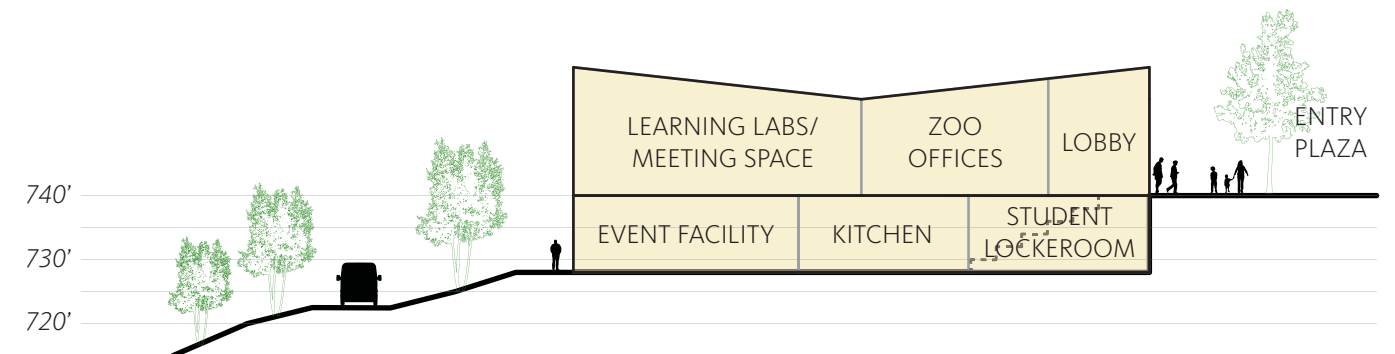 LEARNING LABS/
MEETING SPACE
ZOO
OFFICES
LOBBY
ENTRY
PLAZA
740’
EVENT FACILITY
KITCHEN
STUDENT
LOCKEROOM
730’
720’